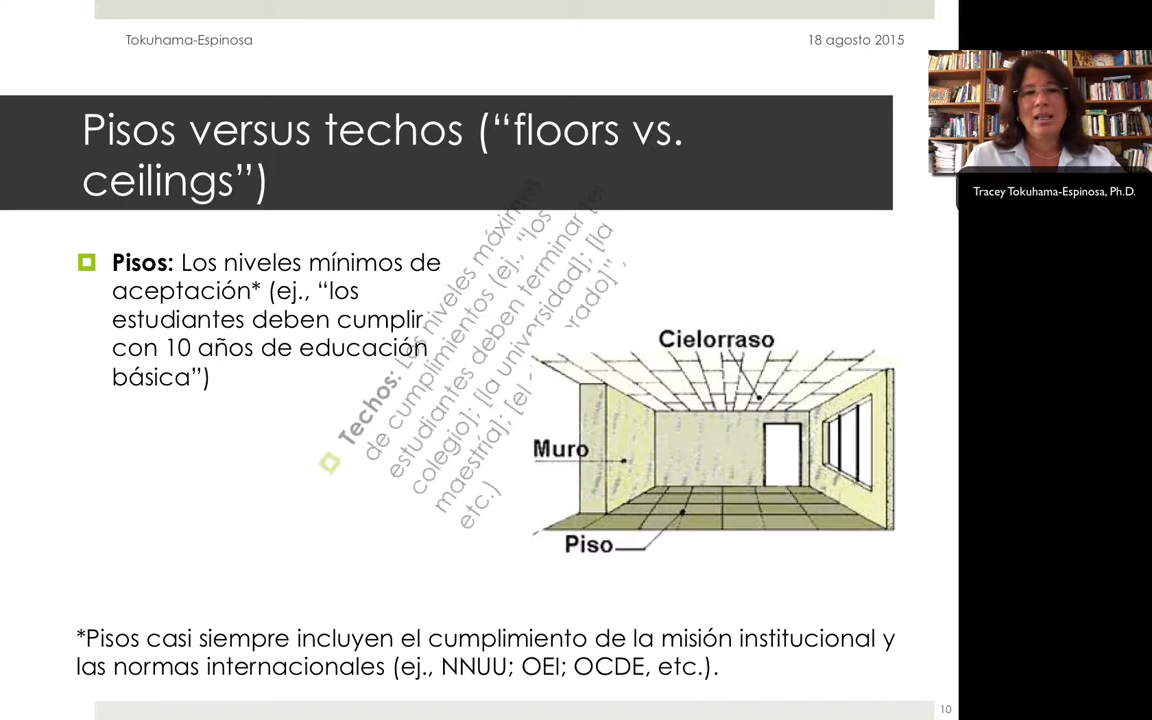 Tokuhama-Espinosa
18 agosto 2015
Tracey Tokuhama-Espinosa, Ph.D.
Pisos versus techos (“floors vs.
ceilings”)
Pisos: Los niveles mínimos de
aceptación* (ej., “los
estudiantes deben cumplir
con 10 años de educación
básica”)
Techos: Los niveles máximos
de cumplimientos (ej., “los
estudiantes deben terminar
colegio]; [la universidad]; [la
maestría]; [el
etc.)
Cielorraso
Muro
Piso
*Pisos casi siempre incluyen el cumplimiento de la misión institucional y
las normas internacionales (ej., NNUU; OEI; OCDE, etc.).
10